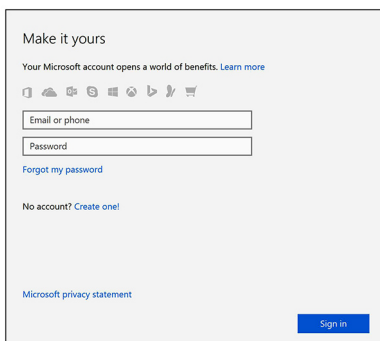 Make it yours
Your Microsoft account opens a world of benefits. Learn more
Email or phone
Password
Forgot my password
No account? Create one!
Microsoft privacy statement
Sign in